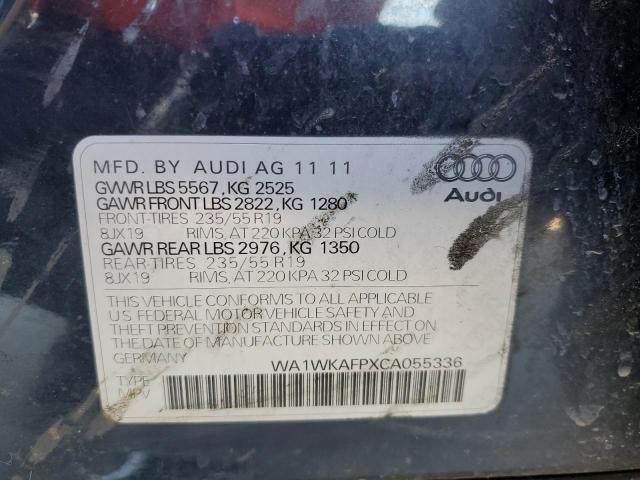 MFD. BY AUDI AG 11 11
GVWR LBS 5567, KG 2525
GAWR FRONT LBS 2822, KG 1280
FRONT-TIRES 235/55 R19
8JX19 RIMS, AT 220 KPA 32 PSI COLD
GAWR REAR LBS 2976, KG 1350
REAR-TIRES 235/55 R19
8JX19 RIMS, AT 220 KPA 32 PSI COLD
Audi
THIS VEHICLE CONFORMS TO ALL APPLICABLE
U.S FEDERAL MOTOR VEHICLE SAFETY AND
THEFT PREVENTION STANDARDS IN EFFECT ON
THE DATE OF MANUFACTURE SHOWN ABOVE
GERMANY WA1WKAFPXCA055336
TYPE
MPV